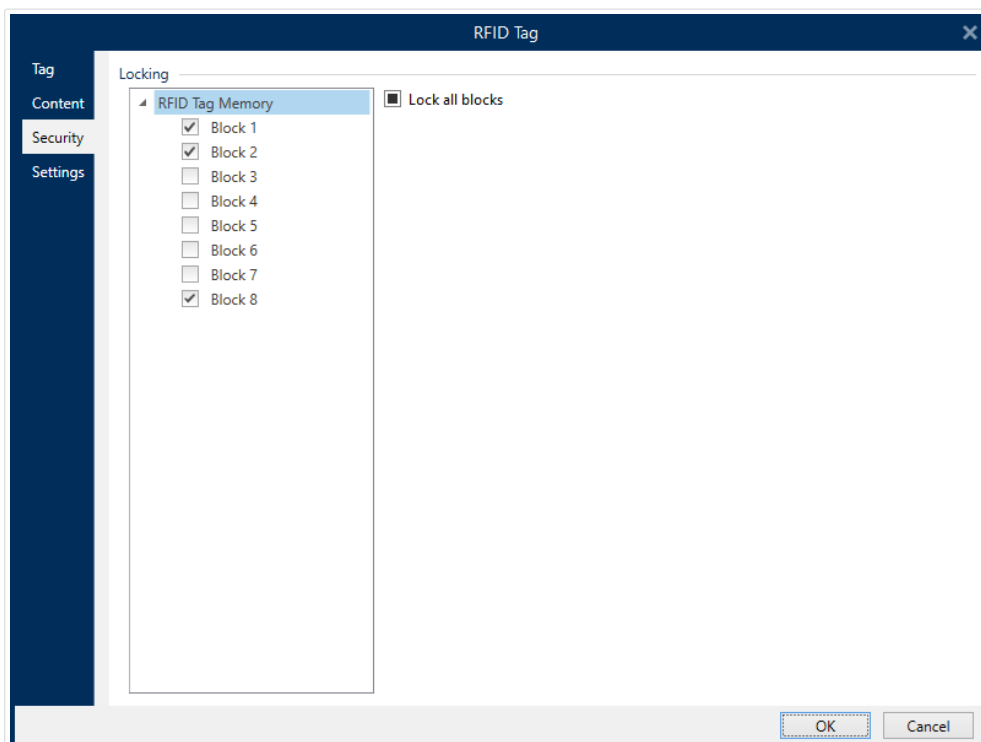 RFID Tag
Tag
Content
Security
Settings
Locking
RFID Tag Memory
Block 1
Block 2
Block 3
Block 4
Block 5
Block 6
Block 7
Block 8
Lock all blocks
OK
Cancel